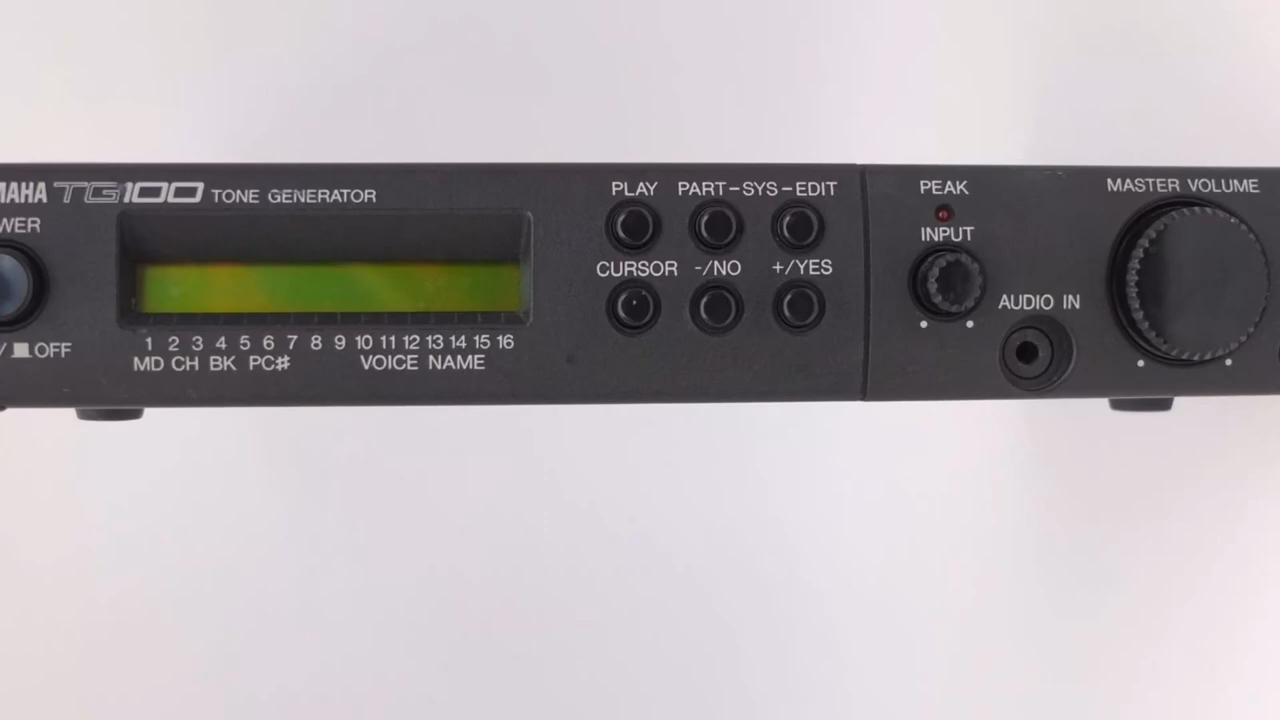 MAHA TG100 TONE GENERATOR
WER
/ OFF
1 2 3 4 5 6 7 8 9 10 11 12 13 14 15 16
MD CH BK PC♯ VOICE NAME
PLAY PART-SYS-EDIT
CURSOR -/NO +/YES
PEAK
INPUT
AUDIO IN
MASTER VOLUME